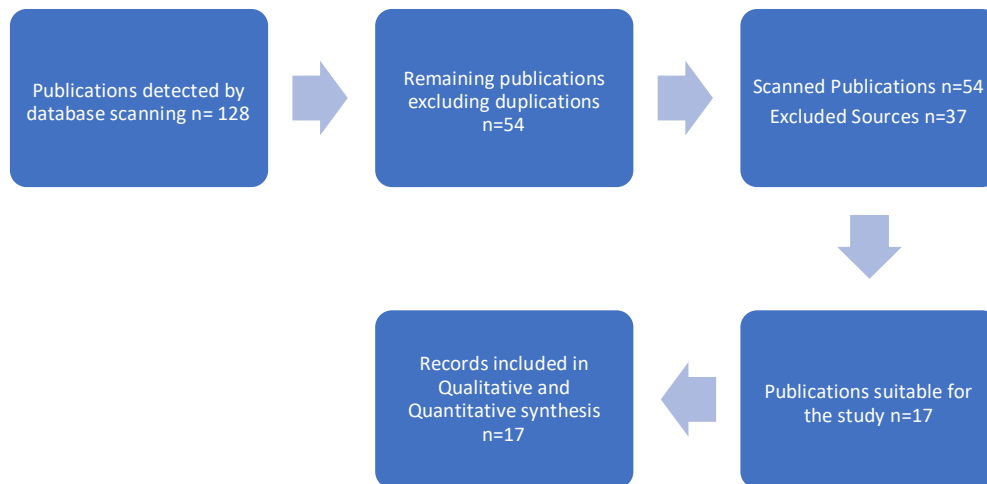 Publications detected by
database scanning n= 128
Remaining publications
excluding duplications
n=54
Scanned Publications n=54
Excluded Sources n=37
Publications suitable for
the study n=17
Records included in
Qualitative and
Quantitative synthesis
n=17